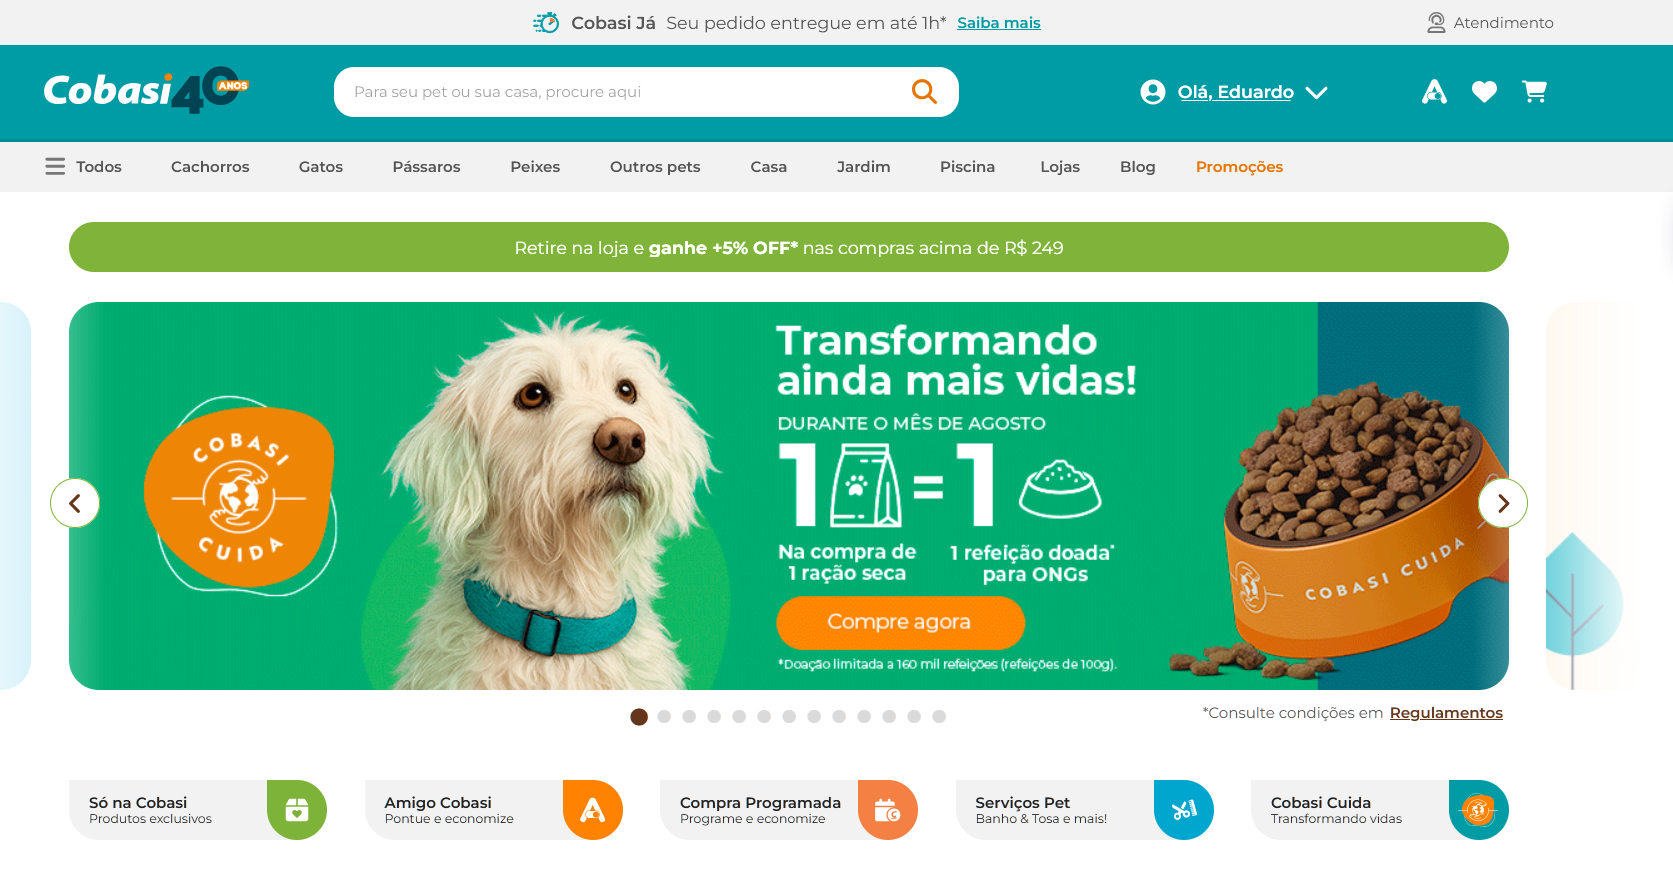 Cobasi Já Seu pedido entregue em até 1h* Saiba mais
Atendimento
Cobasi 40 ANOS
Para seu pet ou sua casa, procure aqui
Olá, Eduardo
Todos Cachorros Gatos Pássaros Peixes Outros pets Casa Jardim Piscina Lojas Blog Promoções
Retire na loja e ganhe +5% OFF* nas compras acima de R$ 249
COBASI
CUIDA
Transformando
ainda mais vidas!
DURANTE O MÊS DE AGOSTO
1 = 1
Na compra de
1 ração seca
1 refeição doada*
para ONGs
Compre agora
*Doação limitada a 160 mil refeições (refeições de 100g).
COBASI CUIDA
*Consulte condições em Regulamentos
Só na Cobasi
Produtos exclusivos
Amigo Cobasi
Pontue e economize
Compra Programada
Programe e economize
Serviços Pet
Banho & Tosa e mais!
Cobasi Cuida
Transformando vidas